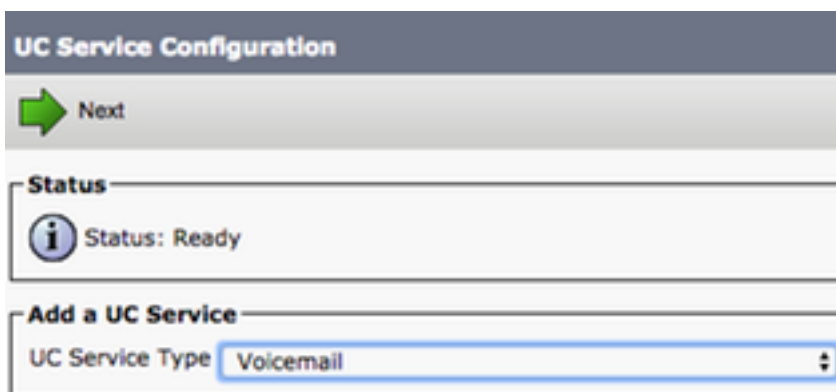 UC Service Configuration
Next
Status
i Status: Ready
Add a UC Service
UC Service Type Voicemail